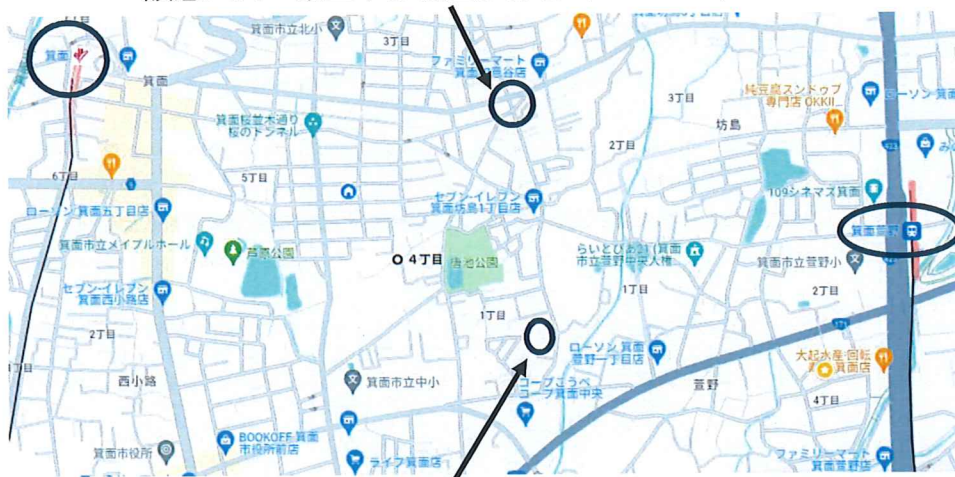 箕面市立北小
3丁目
ファミリーマート
箕面
箕面桜並木通り
桜のトンネル
3丁目
純豆腐スンドゥブ
専門店 OKKII...
坊島
2丁目
ローソン 箕面
423
6丁目
5丁目
9
セブン-イレブン
箕面坊島1丁目店
109シネマズ箕面
ローソン 箕面五丁目店
箕面市立メイプルホール
芦原公園
4丁目
箕面萱野
箕面市立萱野小
セブン-イレブン
箕面西小路店
1丁目
1丁目
2丁目
171
2丁目
西小路
箕面市立中小
ローソン 箕面
萱野一丁目店
コープこうべ
コープ箕面中央
萱野
大起水産 回転
箕面店
4丁目
箕面市役所
BOOKOFF 箕面
市役所前店
ライフ箕面店
ファミリーマート
箕面萱野店